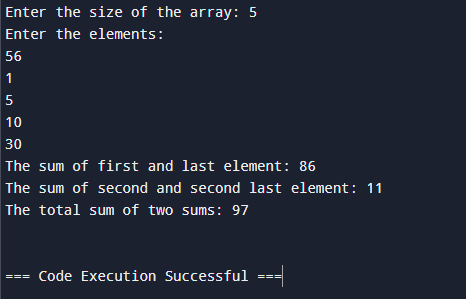 Enter the size of the array: 5
Enter the elements:
56
1
5
10
30
The sum of first and last element: 86
The sum of second and second last element: 11
The total sum of two sums: 97
=== Code Execution Successful ===